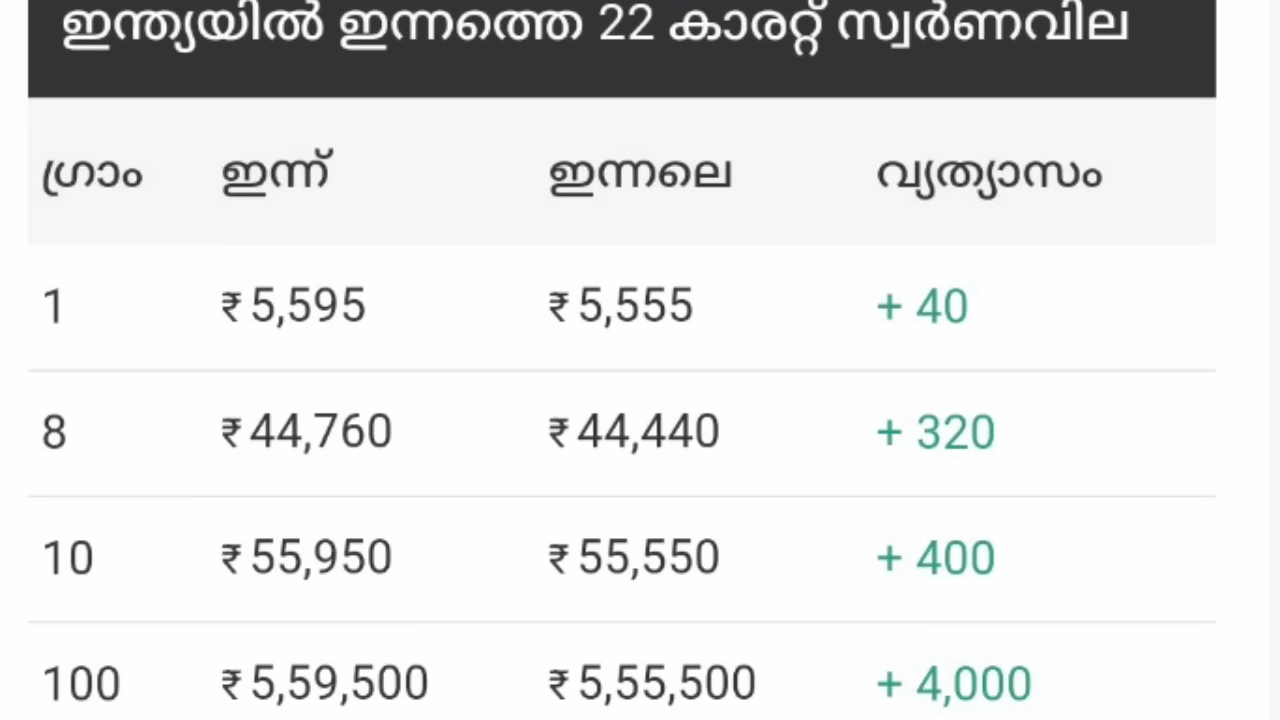 ഇന്ത്യയിൽ ഇന്നത്തെ 22 കാരറ്റ് സ്വർണവില
ഗ്രാം ഇന്ന് ഇന്നലെ വ്യത്യാസം
1 ₹5,595 ₹5,555 + 40
8 ₹44,760 ₹44,440 + 320
10 ₹55,950 ₹55,550 + 400
100 ₹5,59,500 ₹5,55,500 + 4,000